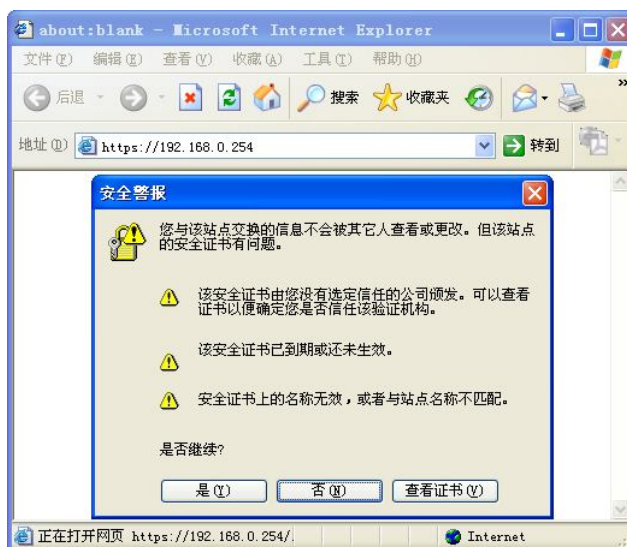 about:blank - Microsoft Internet Explorer
文件(F) 编辑(E) 查看(V) 收藏(A) 工具(T) 帮助(H)
后退 搜索 收藏夹 »
地址(D) https://192.168.0.254 转到
安全警报
您与该站点交换的信息不会被其它人查看或更改。但该站点
的安全证书有问题。
该安全证书由您没有选定信任的公司颁发。可以查看
证书以便确定您是否信任该验证机构。
该安全证书已到期或还未生效。
安全证书上的名称无效，或者与站点名称不匹配。
是否继续?
是(Y) 否(N) 查看证书(V)
正在打开网页 https://192.168.0.254/. Internet